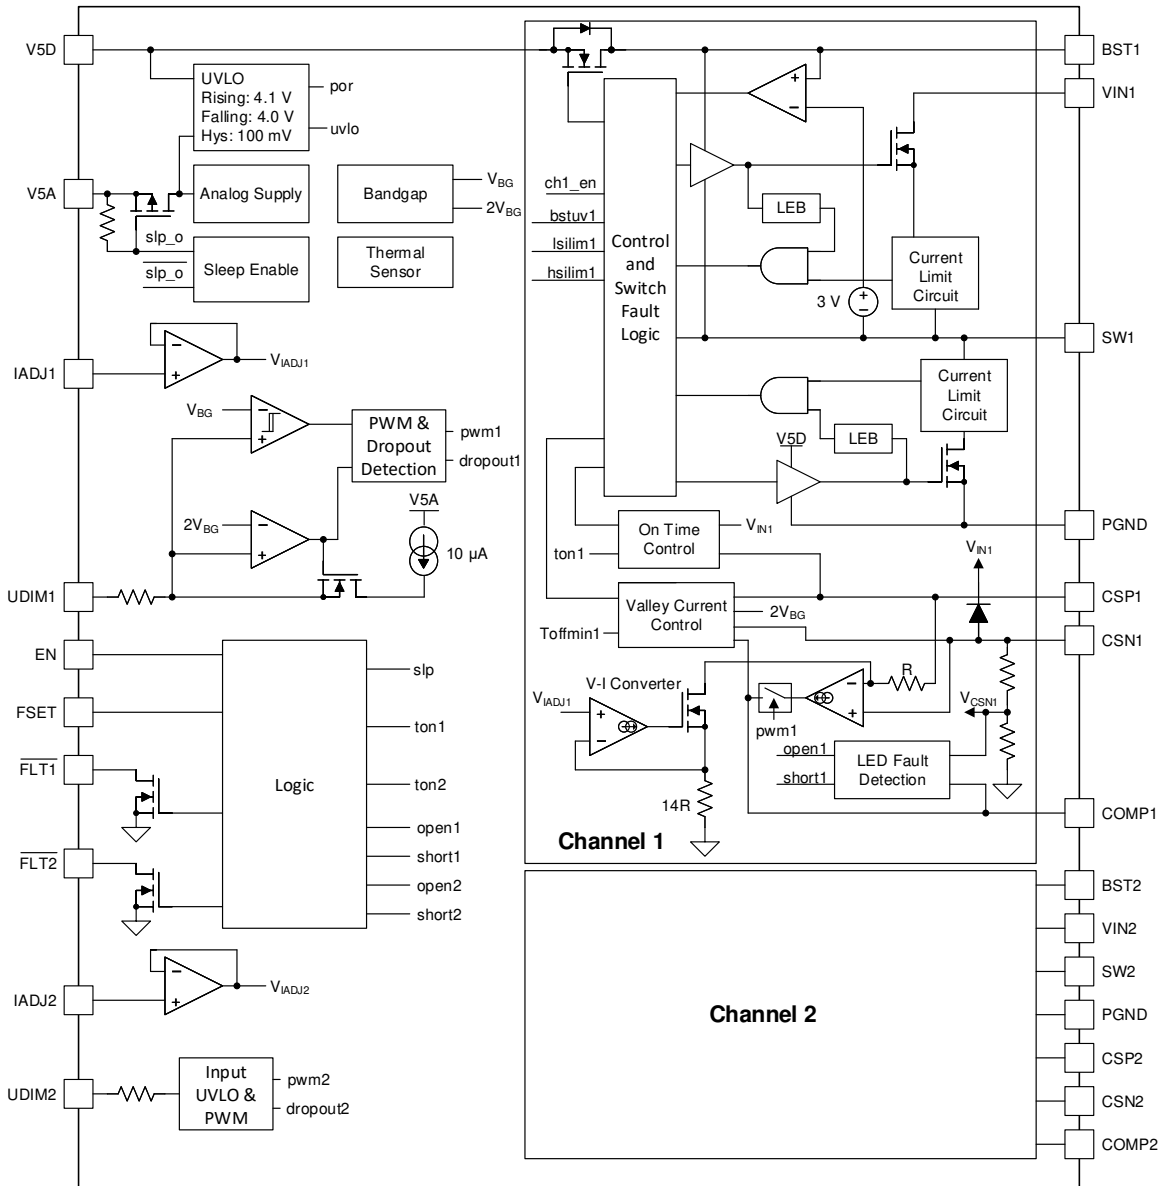 V5D
UVLO
Rising: 4.1 V
Falling: 4.0 V
Hys: 100 mV
por
uvlo
V5A
Analog Supply
slp_o
slp_o
Sleep Enable
Bandgap
VBG
2VBG
Thermal
Sensor
IADJ1
−
+
VIADJ1
VBG
−
+
PWM &
Dropout
Detection
pwm1
dropout1
2VBG
−
+
V5A
10 µA
UDIM1
EN
FSET
FLT1
FLT2
Logic
slp
ton1
ton2
open1
short1
open2
short2
IADJ2
−
+
VIADJ2
UDIM2
Input
UVLO &
PWM
pwm2
dropout2
ch1_en
bstuv1
lsilim1
hsilim1
Control
and
Switch
Fault
Logic
+
−
LEB
3 V
+
−
Current
Limit
Circuit
Current
Limit
Circuit
LEB
V5D
On Time
Control
VIN1
ton1
Valley Current
Control
2VBG
Toffmin1
VIN1
V-I Converter
VIADJ1
+
−
14R
pwm1
−
+
R
VCSN1
open1
short1
LED Fault
Detection
Channel 1
BST1
VIN1
SW1
PGND
CSP1
CSN1
COMP1
Channel 2
BST2
VIN2
SW2
PGND
CSP2
CSN2
COMP2